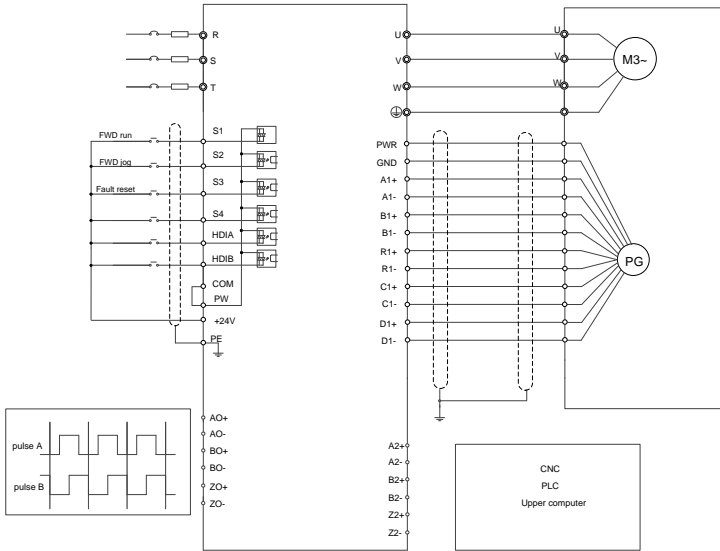 R
S
T
S1
FWD run
S2
FWD jog
S3
Fault reset
S4
HDIA
HDIB
COM
PW
+24V
PE
pulse A
pulse B
AO+
AO-
BO+
BO-
ZO+
ZO-
U
V
W
PWR
GND
A1+
A1-
B1+
B1-
R1+
R1-
C1+
C1-
D1+
D1-
A2+
A2-
B2+
B2-
Z2+
Z2-
U
V
W
M3~
PG
CNC
PLC
Upper computer